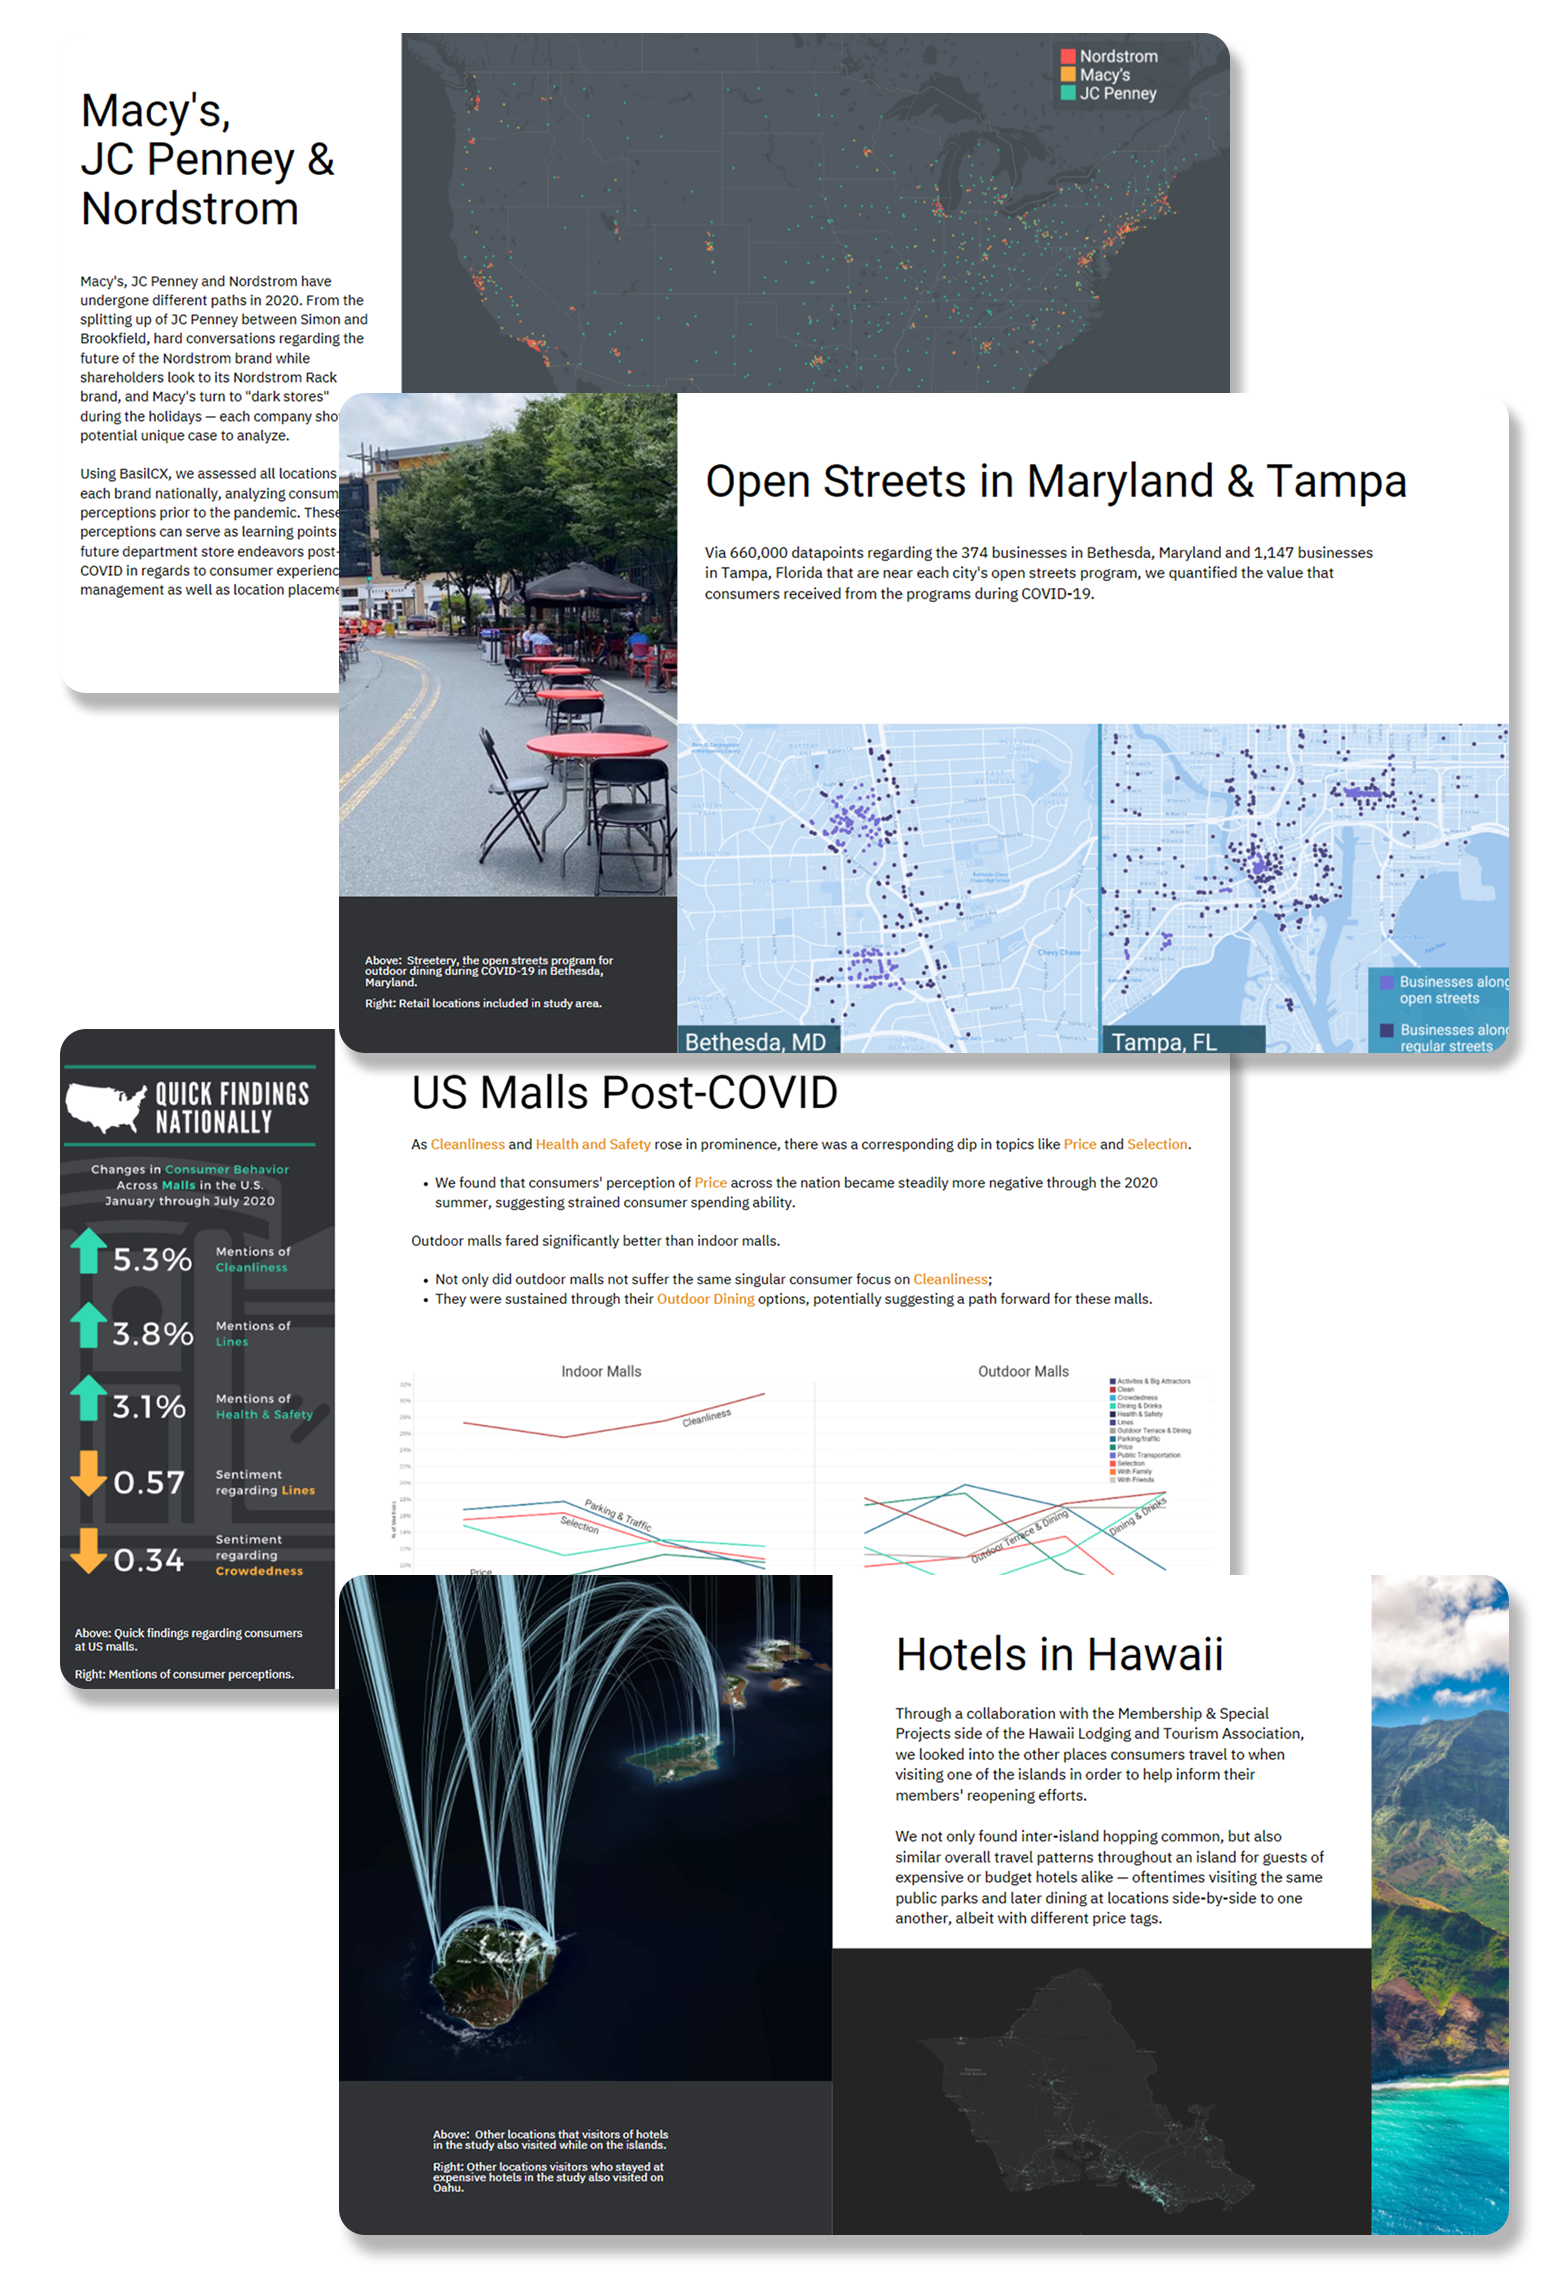 Macy's,
JC Penney &
Nordstrom
Macy's, JC Penney and Nordstrom have
undergone different paths in 2020. From the
splitting up of JC Penney between Simon and
Brookfield, hard conversations regarding the
future of the Nordstrom brand while
shareholders look to its Nordstrom Rack
brand, and Macy's turn to "dark stores"
during the holidays — each company
potential unique case to analyze.
Using BasilCX, we assessed all locations
each brand nationally, analyzing
perceptions prior to the pandemic. These
perceptions can serve as learning points
future department store endeavors post-
COVID in regards to consumer
management as well as location
Nordstrom
Macy's
JC Penney
Open Streets in Maryland & Tampa
Via 660,000 datapoints regarding the 374 businesses in Bethesda, Maryland and 1,147 businesses
in Tampa, Florida that are near each city's open streets program, we quantified the value that
consumers received from the programs during COVID-19.
Above: Streetery, the open streets program for
outdoor dining during COVID-19 in Bethesda,
Maryland.
Right: Retail locations included in study area.
Chevy Chase
Bethesda, MD
Tampa, FL
Businesses along
open streets
Businesses along
regular streets
QUICK FINDINGS
NATIONALLY
Changes in Consumer Behavior
Across Malls in the U.S.
January through July 2020
5.3% Mentions of
Cleanliness
3.8% Mentions of
Lines
3.1% Mentions of
Health & Safety
0.57 Sentiment
regarding Lines
0.34 Sentiment
regarding
Crowdedness
Above: Quick findings regarding consumers
at US malls.
Right: Mentions of consumer perceptions.
US Malls Post-COVID
As Cleanliness and Health and Safety rose in prominence, there was a corresponding dip in topics like Price and Selection.
• We found that consumers' perception of Price across the nation became steadily more negative through the 2020
summer, suggesting strained consumer spending ability.
Outdoor malls fared significantly better than indoor malls.
• Not only did outdoor malls not suffer the same singular consumer focus on Cleanliness;
• They were sustained through their Outdoor Dining options, potentially suggesting a path forward for these malls.
Indoor Malls
Cleanliness
Parking & Traffic
Selection
Price
Outdoor Malls
Activites & Big Attractors
Clean
Crowdedness
Dining & Drinks
Health & Safety
Lines
Outdoor Terrace & Dining
Parking/traffic
Price
Public Transportation
Selection
With Family
With Friends
Outdoor Terrace & Dining
Dining & Drinks
Hotels in Hawaii
Through a collaboration with the Membership & Special
Projects side of the Hawaii Lodging and Tourism Association,
we looked into the other places consumers travel to when
visiting one of the islands in order to help inform their
members' reopening efforts.
We not only found inter-island hopping common, but also
similar overall travel patterns throughout an island for guests of
expensive or budget hotels alike — oftentimes visiting the same
public parks and later dining at locations side-by-side to one
another, albeit with different price tags.
Above: Other locations that visitors of hotels
in the study also visited while on the islands.
Right: Other locations visitors who stayed at
expensive hotels in the study also visited on
Oahu.